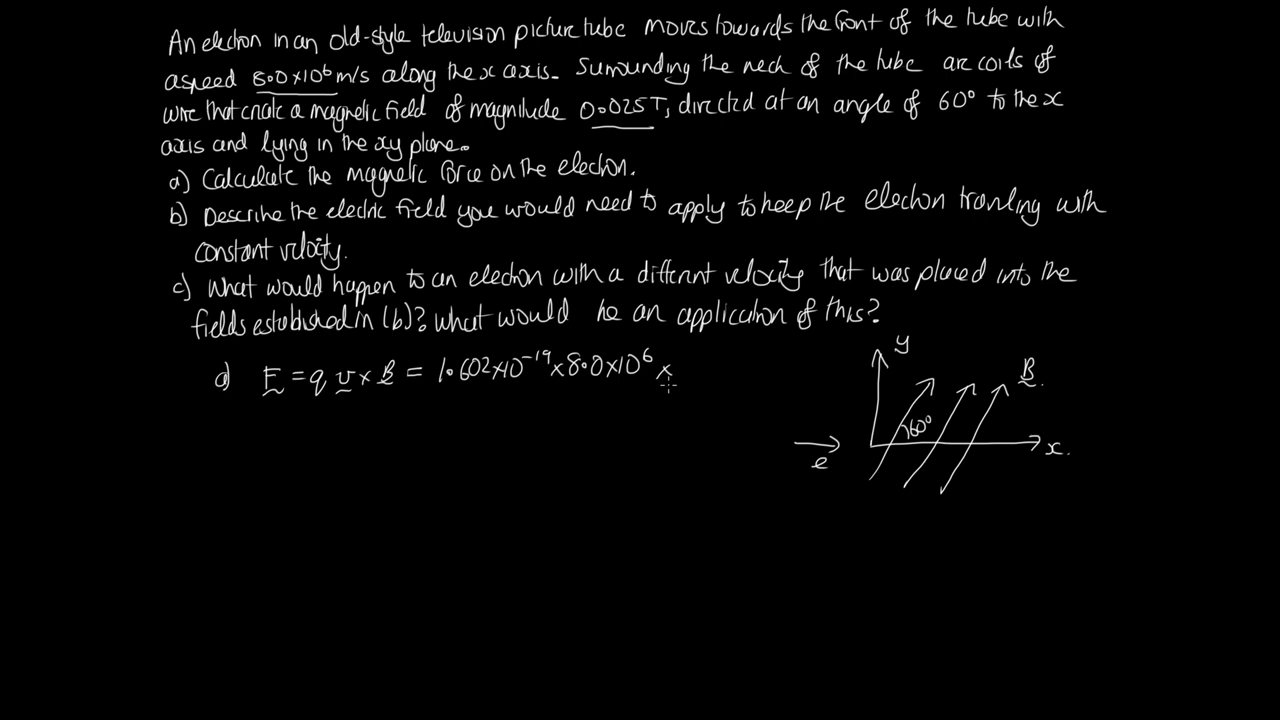 An electron in an old-style television picture tube moves towards the front of the tube with
a speed 8.0×10⁶ m/s along the x axis. Surrounding the neck of the tube are coils of
wire that create a magnetic field of magnitude 0.025T, directed at an angle of 60° to the x
axis and lying in the xy plane.
a) Calculate the magnetic force on the electron.
b) Describe the electric field you would need to apply to keep the electron traveling with
constant velocity.
c) What would happen to an electron with a different velocity that was placed into the
fields established in (b)? What would be an application of this?
a) F = q v × B = 1.602×10⁻¹⁹ × 8.0×10⁶ ×
y
B.
60°
e
x.